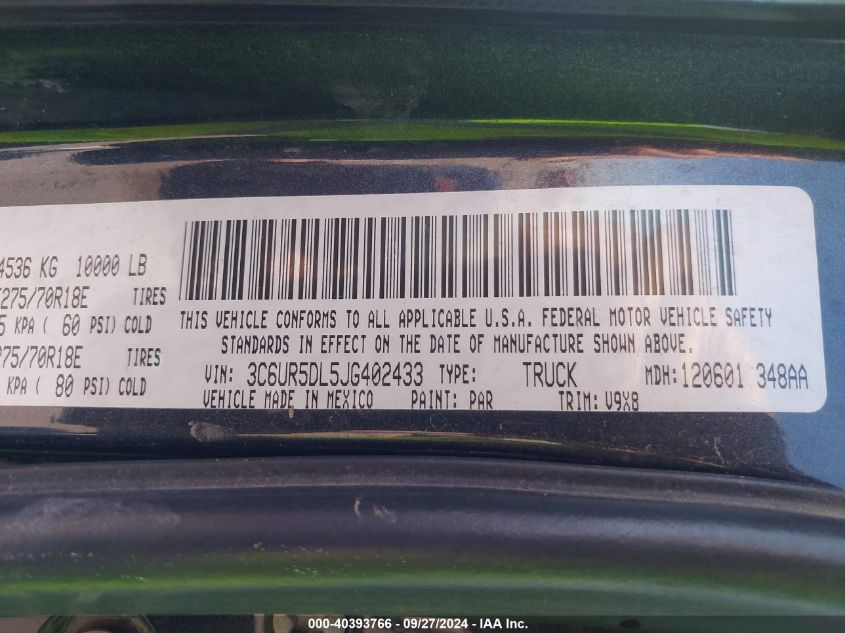 4536 KG 10000 LB
275/70R18E TIRES
5 KPA ( 60 PSI) COLD
275/70R18E TIRES
KPA ( 80 PSI) COLD
THIS VEHICLE CONFORMS TO ALL APPLICABLE U.S.A. FEDERAL MOTOR VEHICLE SAFETY
STANDARDS IN EFFECT ON THE DATE OF MANUFACTURE SHOWN ABOVE.
VIN: 3C6UR5DL5JG402433 TYPE: TRUCK MDH: 120601 348AA
VEHICLE MADE IN MEXICO PAINT: PAR TRIM: V9X8
000-40393766 - 09/27/2024 - IAA Inc.